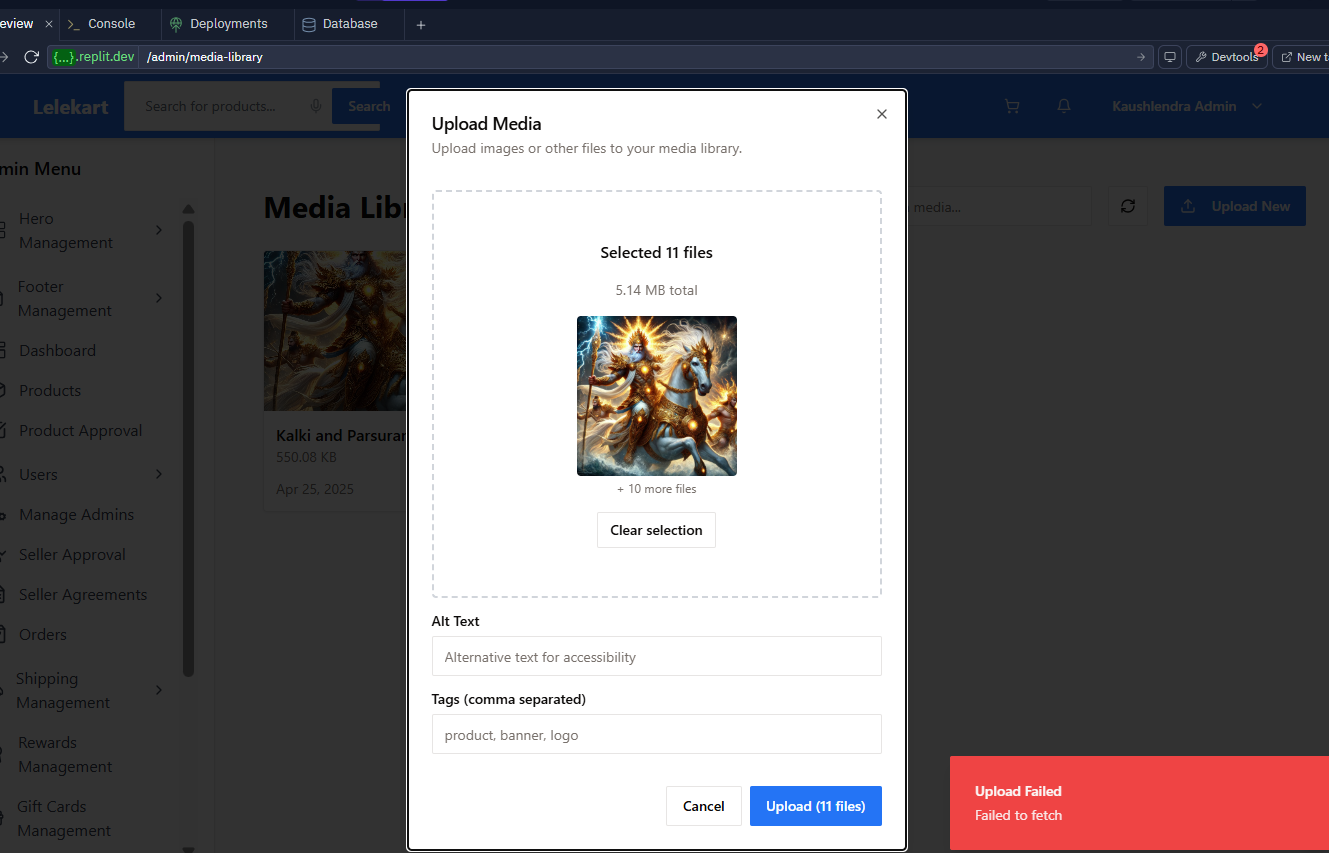 eview
Console
Deployments
Database
{...}.replit.dev /admin/media-library
Devtools
2
New t
Lelekart
Search for products...
Search
Kaushlendra Admin
min Menu
Hero
Management
Footer
Management
Dashboard
Products
Product Approval
Users
Manage Admins
Seller Approval
Seller Agreements
Orders
Shipping
Management
Rewards
Management
Gift Cards
Management
Media Libr
media...
Upload New
Kalki and Parsuram
550.08 KB
Apr 25, 2025
Upload Media
Upload images or other files to your media library.
Selected 11 files
5.14 MB total
+ 10 more files
Clear selection
Alt Text
Alternative text for accessibility
Tags (comma separated)
product, banner, logo
Cancel
Upload (11 files)
Upload Failed
Failed to fetch